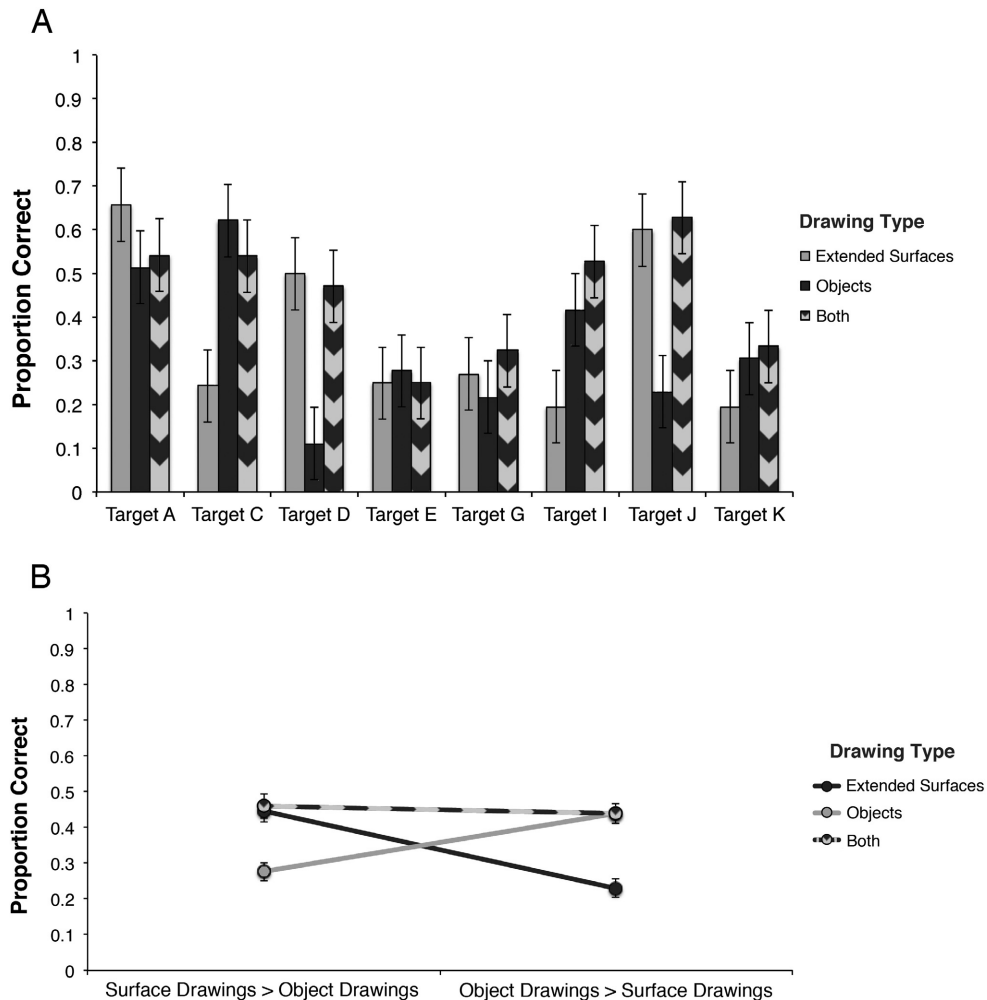 A
1
0.9
0.8
0.7
0.6
0.5
0.4
0.3
0.2
0.1
0
Proportion Correct
Target A Target C Target D Target E Target G Target I Target J Target K
Drawing Type
Extended Surfaces
Objects
Both
B
1
0.9
0.8
0.7
0.6
0.5
0.4
0.3
0.2
0.1
0
Proportion Correct
Surface Drawings > Object Drawings Object Drawings > Surface Drawings
Drawing Type
Extended Surfaces
Objects
Both